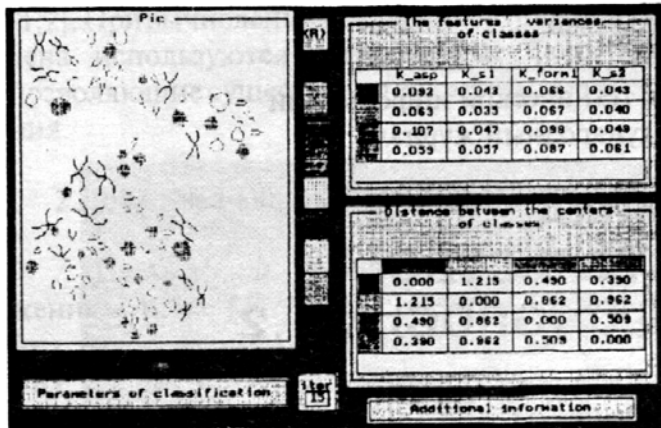 Pic
(R)
The features variances
of classes
K_asp K_s1 K_form1 K_s2
0.092 0.043 0.066 0.043
0.063 0.035 0.067 0.040
0.107 0.047 0.099 0.049
0.059 0.057 0.087 0.061
Distance between the centers
of classes
0.000 1.215 0.490 0.390
1.215 0.000 0.862 0.962
0.490 0.862 0.000 0.509
0.390 0.962 0.509 0.000
Parameters of classification
iter
15
Additional information